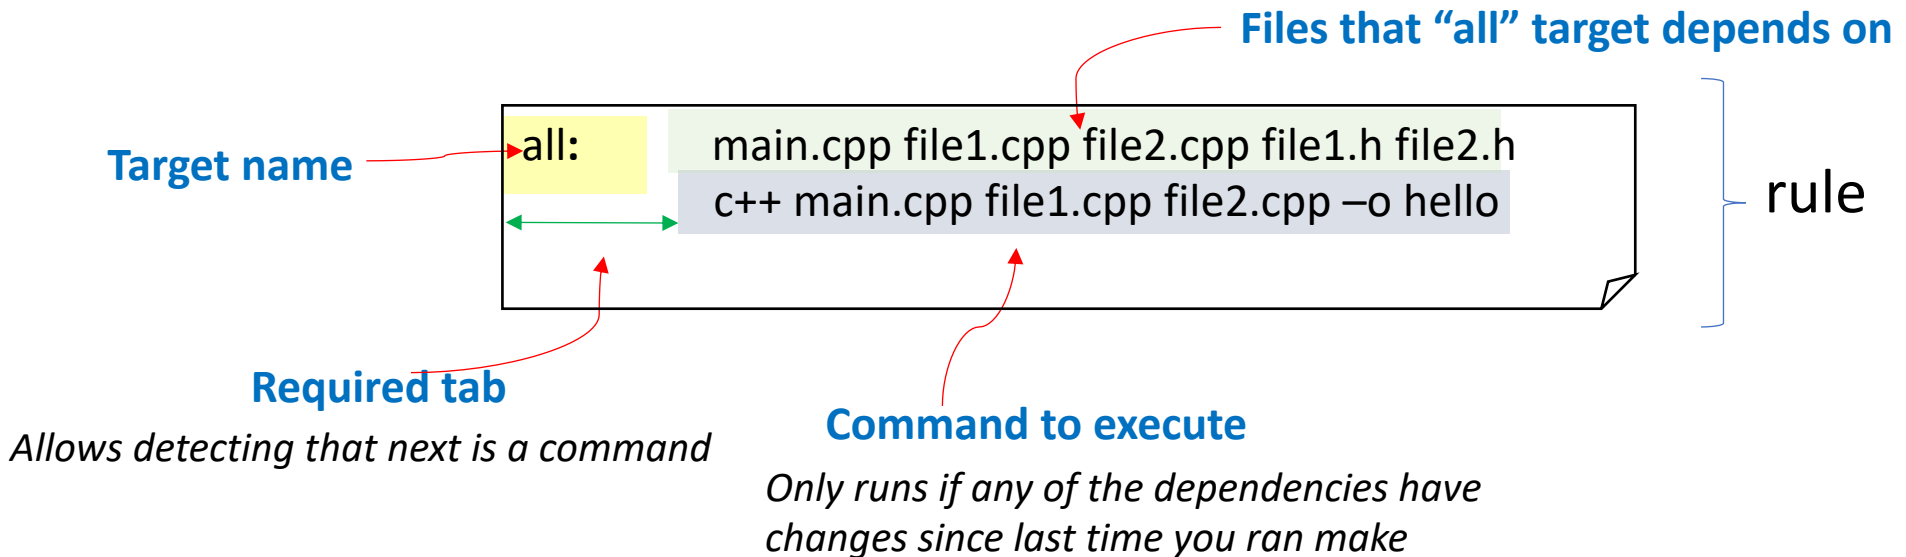 Files that “all” target depends on
all: main.cpp file1.cpp file2.cpp file1.h file2.h
Target name
c++ main.cpp file1.cpp file2.cpp –o hello
rule
Required tab
Allows detecting that next is a command
Command to execute
Only runs if any of the dependencies have
changes since last time you ran make